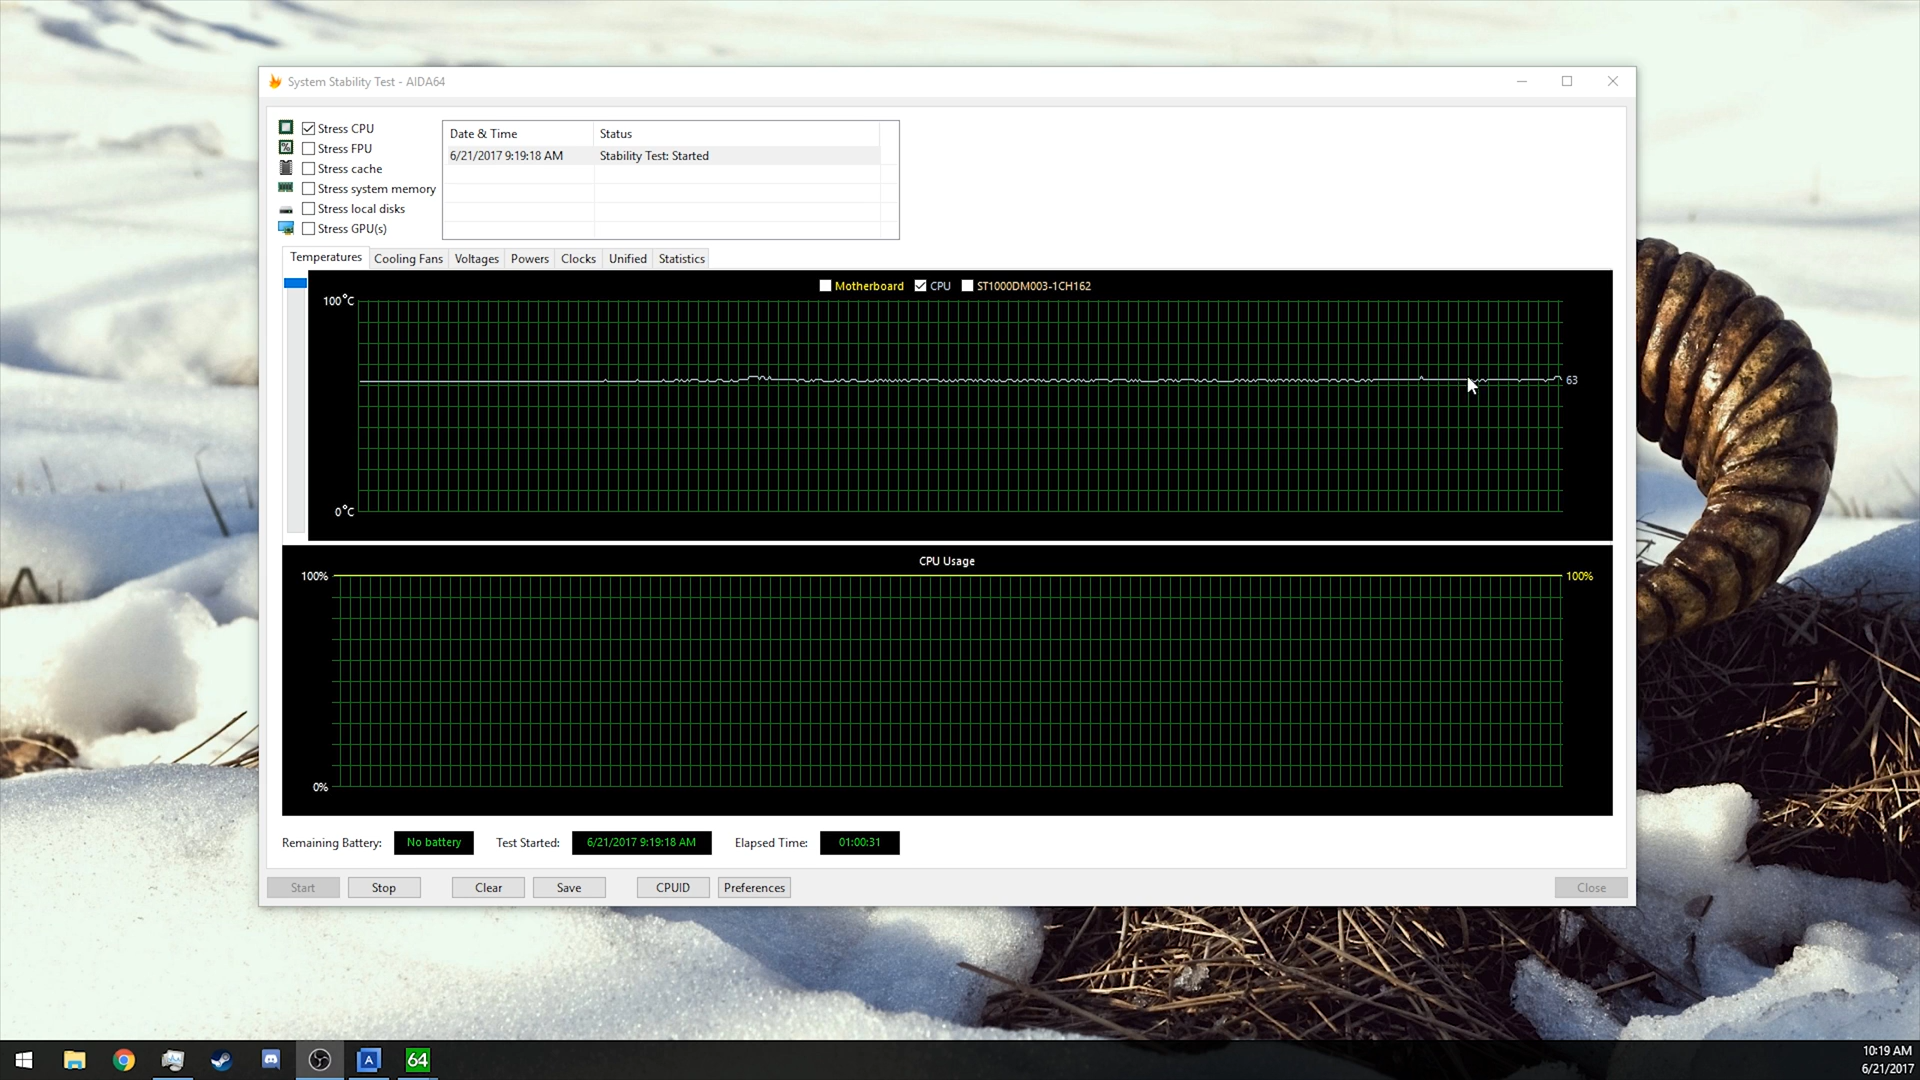 System Stability Test - AIDA64
Stress CPU
Stress FPU
Stress cache
Stress system memory
Stress local disks
Stress GPU(s)
Date & Time Status
6/21/2017 9:19:18 AM Stability Test: Started
Temperatures Cooling Fans Voltages Powers Clocks Unified Statistics
Motherboard CPU ST1000DM003-1CH162
100°C
63
0°C
CPU Usage
100% 100%
0%
Remaining Battery: No battery Test Started: 6/21/2017 9:19:18 AM Elapsed Time: 01:00:31
Start Stop Clear Save CPUID Preferences Close
A 64
10:19 AM
6/21/2017